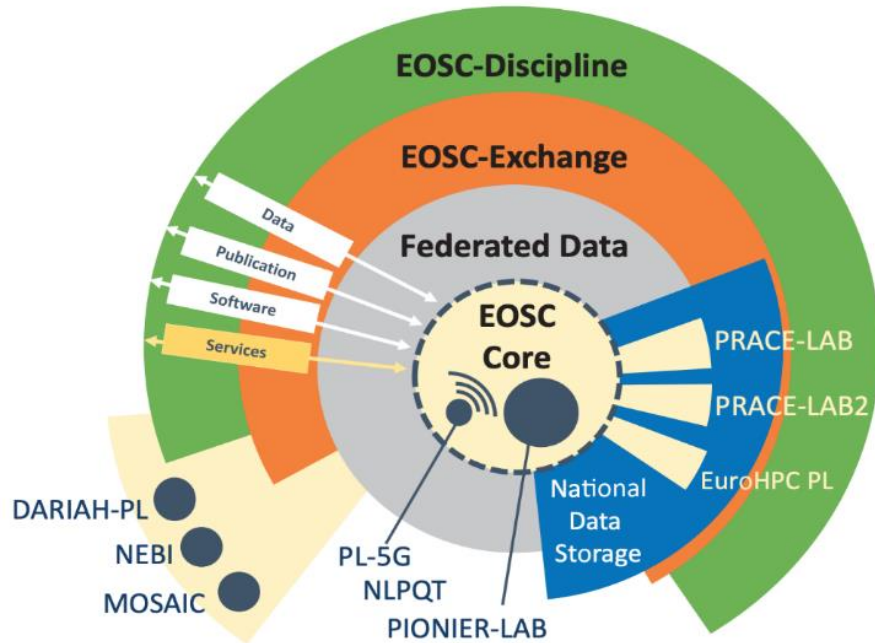 EOSC-Discipline
EOSC-Exchange
Federated Data
EOSC
Core
Data
Publication
Software
Services
PRACE-LAB
PRACE-LAB2
EuroHPC PL
National
Data
Storage
DARIAH-PL
NEBI
MOSAIC
PL-5G
NLPQT
PIONIER-LAB